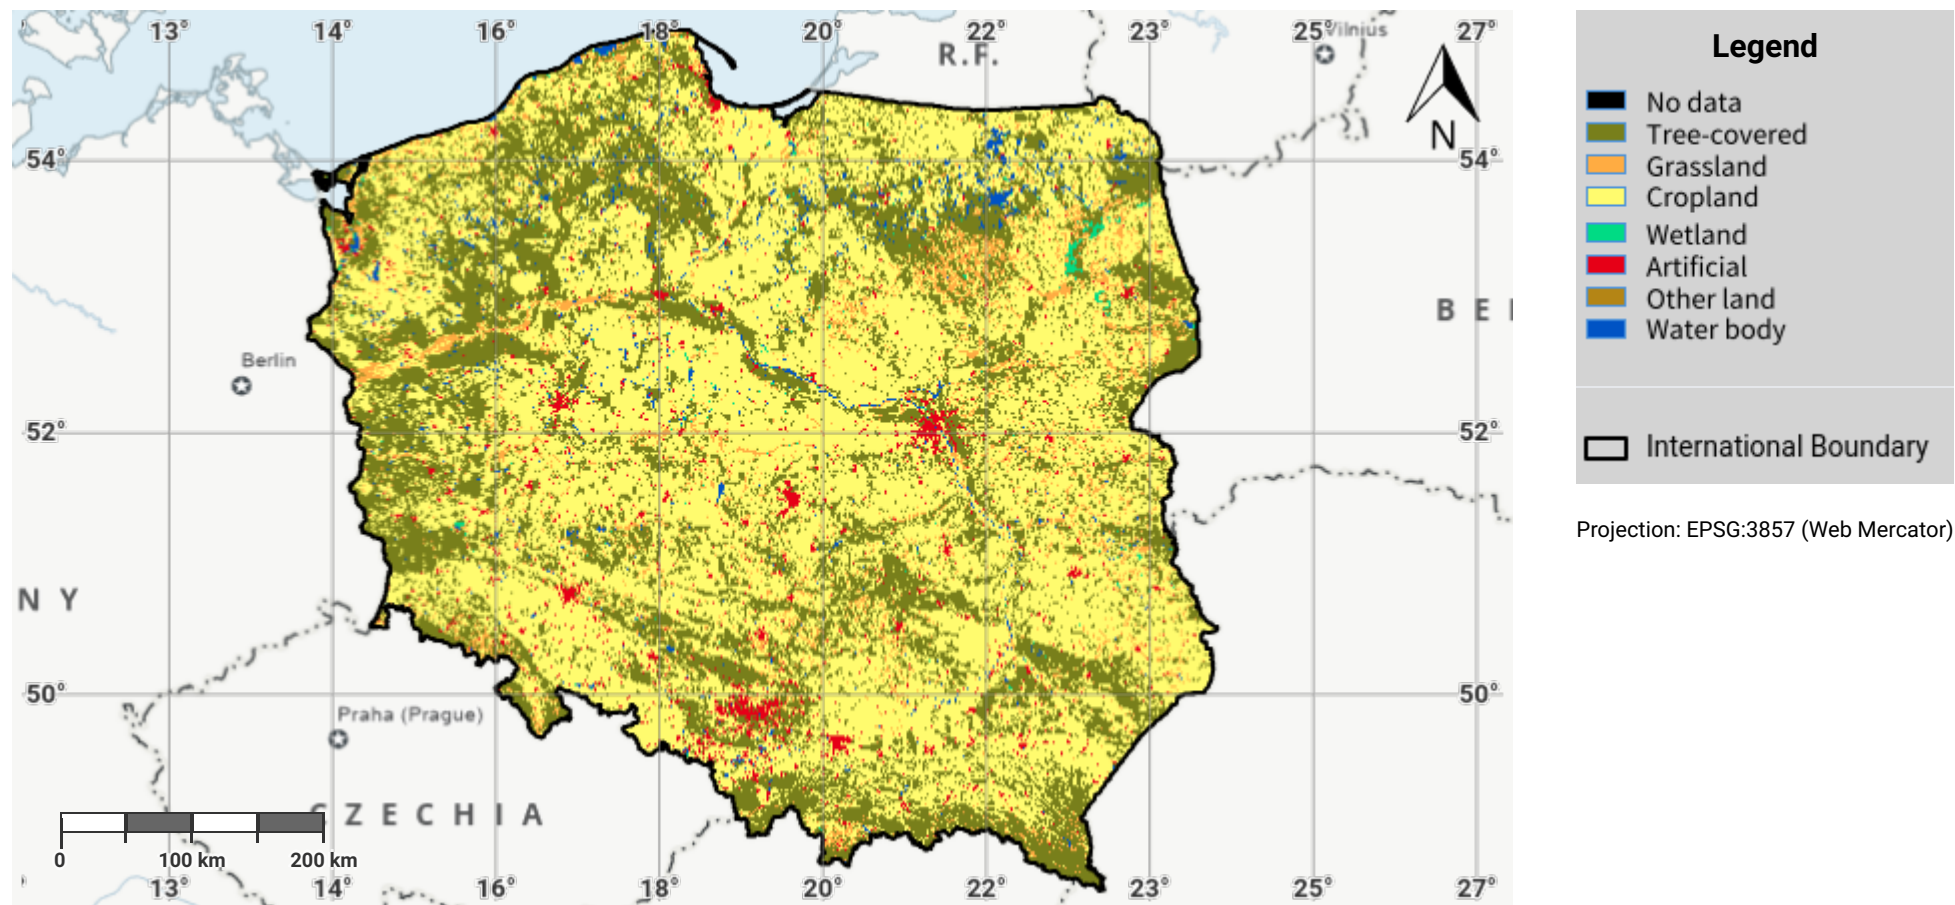 13° 14° 16° 18° 20° 22° 23° 25° 27°
Vilnius
R.F.
N
54° 54°
B E
Berlin
52° 52°
N Y
50° 50°
Praha (Prague)
C Z E C H I A
0 100 km 200 km
13° 14° 16° 18° 20° 22° 23° 25° 27°
Legend
No data
Tree-covered
Grassland
Cropland
Wetland
Artificial
Other land
Water body
International Boundary
Projection: EPSG:3857 (Web Mercator)